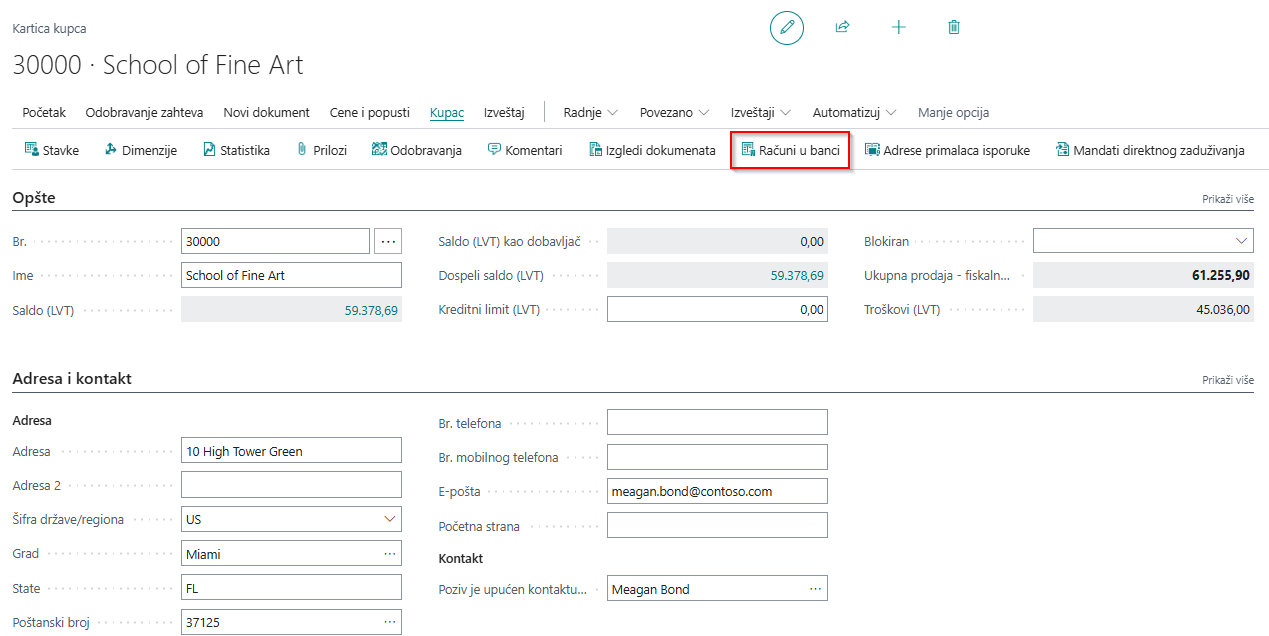 Kartica kupca
30000 · School of Fine Art
Početak Odobravanje zahteva Novi dokument Cene i popusti Kupac Izveštaj Radnje Povezano Izveštaji Automatizuj Manje opcija
Stavke Dimenzije Statistika Prilozi Odobravanja Komentari Izgledi dokumenata Računi u banci Adrese primalaca isporuke Mandati direktnog zaduživanja
Opšte Prikaži više
Br. 30000 ... Saldo (LVT) kao dobavljač 0,00 Blokiran
Ime School of Fine Art Dospeli saldo (LVT) 59.378,69 Ukupna prodaja - fiskaln... 61.255,90
Saldo (LVT) 59.378,69 Kreditni limit (LVT) 0,00 Troškovi (LVT) 45.036,00
Adresa i kontakt Prikaži više
Adresa
Adresa 10 High Tower Green
Adresa 2
Šifra države/regiona US
Grad Miami ...
State FL
Poštanski broj 37125 ...
Br. telefona
Br. mobilnog telefona
E-pošta meagan.bond@contoso.com
Početna strana
Kontakt
Poziv je upućen kontaktu... Meagan Bond ...